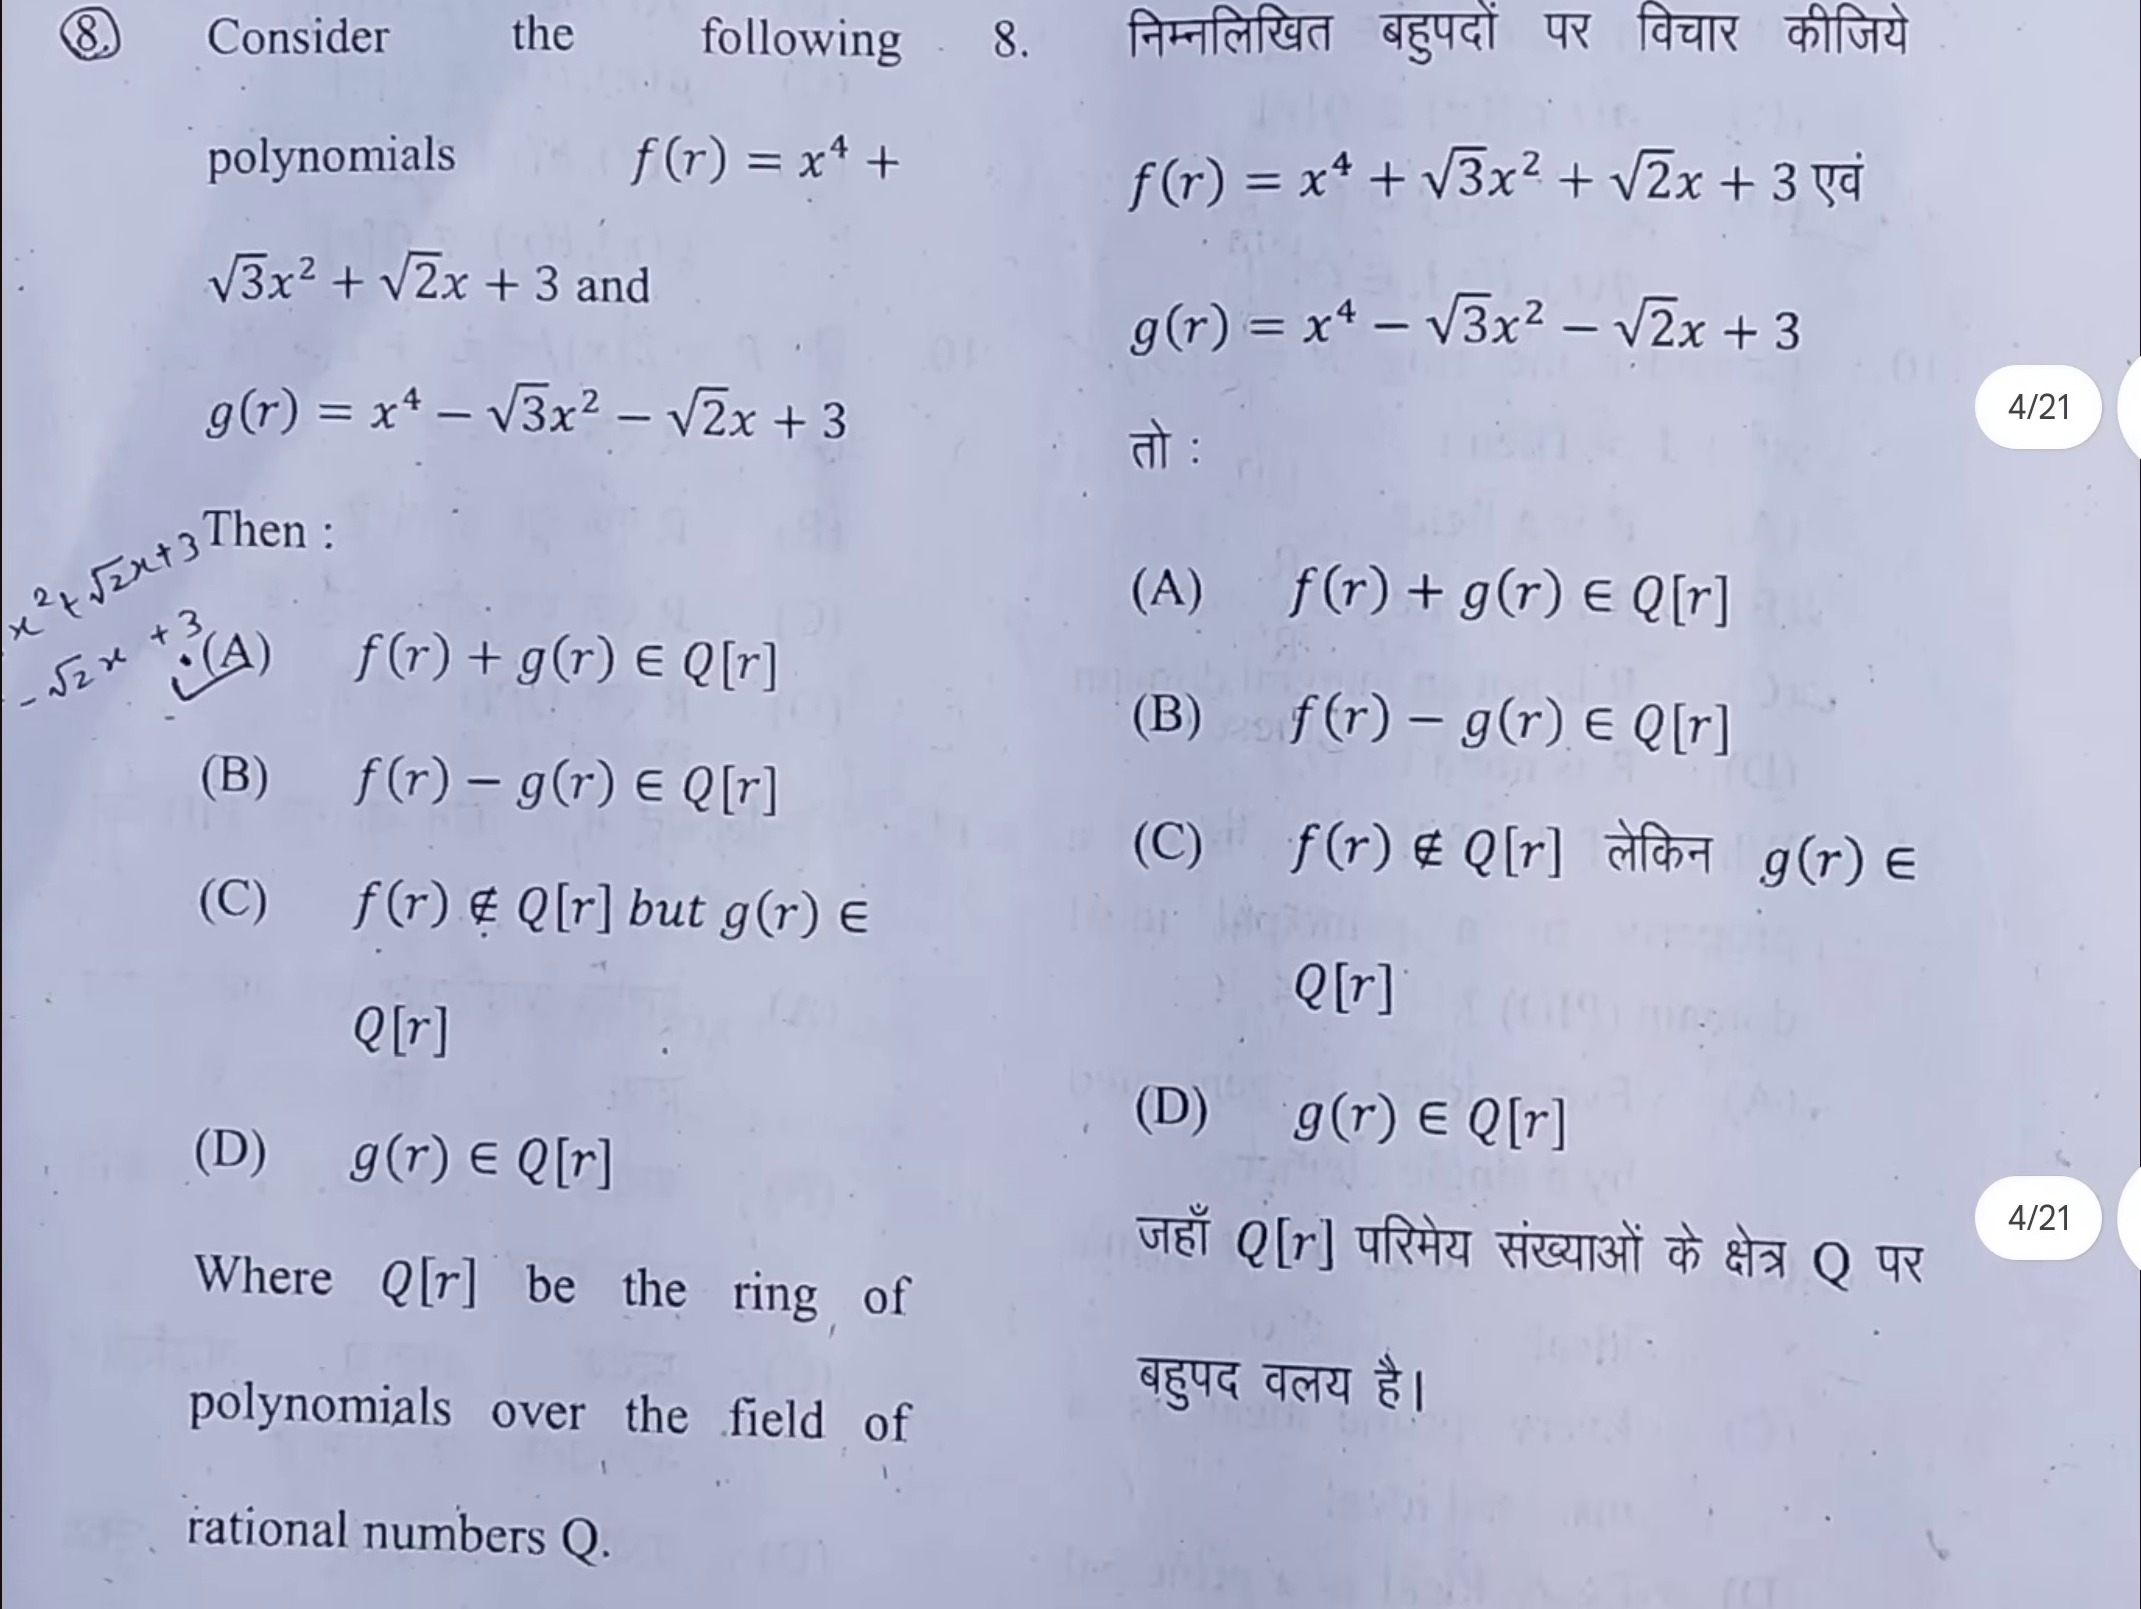 8. Consider the following
polynomials f(r) = x⁴ +
√3x² + √2x + 3 and
g(r) = x⁴ − √3x² − √2x + 3
Then :
x² + √2x + 3
− √2x + 3
(A) f(r) + g(r) ∈ Q[r]
(B) f(r) − g(r) ∈ Q[r]
(C) f(r) ∉ Q[r] but g(r) ∈
Q[r]
(D) g(r) ∈ Q[r]
Where Q[r] be the ring of
polynomials over the field of
rational numbers Q.
8. निम्नलिखित बहुपदों पर विचार कीजिये
f(r) = x⁴ + √3x² + √2x + 3 एवं
g(r) = x⁴ − √3x² − √2x + 3
तो :
(A) f(r) + g(r) ∈ Q[r]
(B) f(r) − g(r) ∈ Q[r]
(C) f(r) ∉ Q[r] लेकिन g(r) ∈
Q[r]
(D) g(r) ∈ Q[r]
जहाँ Q[r] परिमेय संख्याओं के क्षेत्र Q पर
बहुपद वलय है।
4/21
4/21